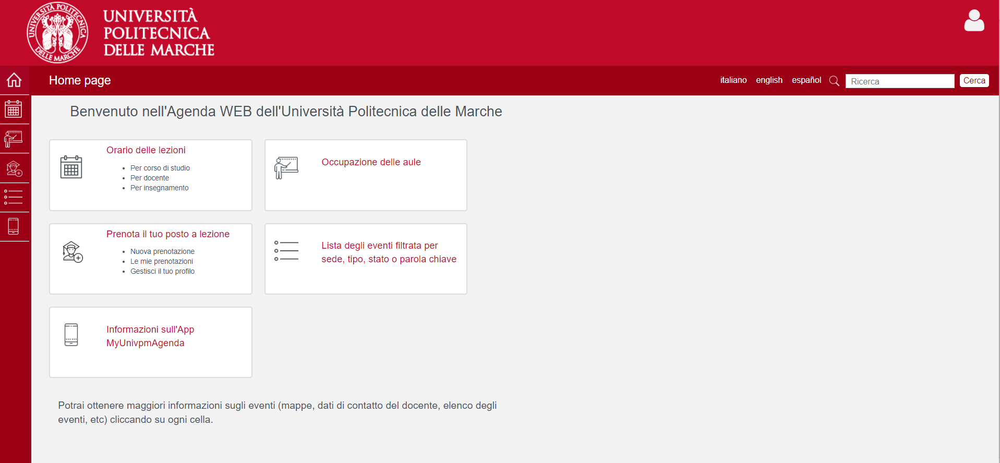 UNIVERSITÀ POLITECNICA
DELLE MARCHE
UNIVERSITÀ
POLITECNICA
DELLE MARCHE
Home page
italiano english español Ricerca Cerca
Benvenuto nell'Agenda WEB dell'Università Politecnica delle Marche
Orario delle lezioni
• Per corso di studio
• Per docente
• Per insegnamento
Occupazione delle aule
Prenota il tuo posto a lezione
• Nuova prenotazione
• Le mie prenotazioni
• Gestisci il tuo profilo
Lista degli eventi filtrata per
sede, tipo, stato o parola chiave
Informazioni sull'App
MyUnivpmAgenda
Potrai ottenere maggiori informazioni sugli eventi (mappe, dati di contatto del docente, elenco degli
eventi, etc) cliccando su ogni cella.